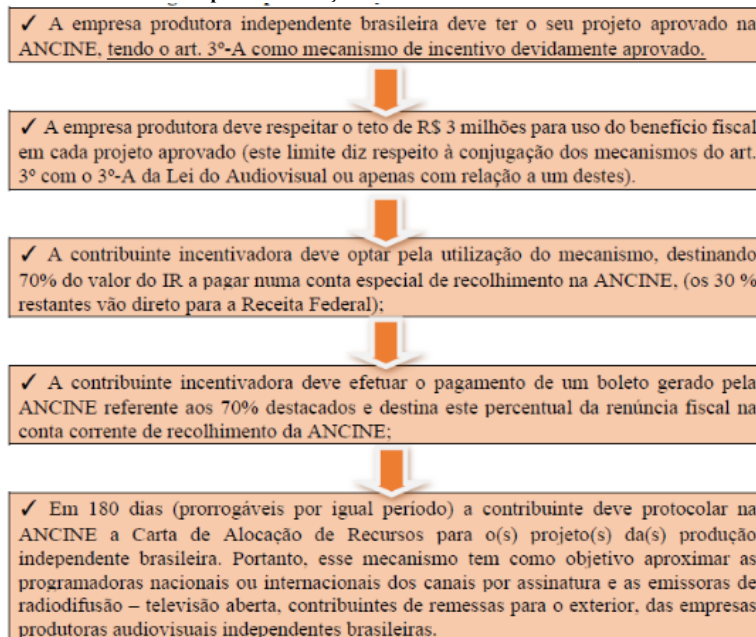 ✓ A empresa produtora independente brasileira deve ter o seu projeto aprovado na
ANCINE, tendo o art. 3º-A como mecanismo de incentivo devidamente aprovado.
✓ A empresa produtora deve respeitar o teto de R$ 3 milhões para uso do benefício fiscal
em cada projeto aprovado (este limite diz respeito à conjugação dos mecanismos do art.
3º com o 3º-A da Lei do Audiovisual ou apenas com relação a um destes).
✓ A contribuinte incentivadora deve optar pela utilização do mecanismo, destinando
70% do valor do IR a pagar numa conta especial de recolhimento na ANCINE, (os 30 %
restantes vão direto para a Receita Federal);
✓ A contribuinte incentivadora deve efetuar o pagamento de um boleto gerado pela
ANCINE referente aos 70% destacados e destina este percentual da renúncia fiscal na
conta corrente de recolhimento da ANCINE;
✓ Em 180 dias (prorrogáveis por igual período) a contribuinte deve protocolar na
ANCINE a Carta de Alocação de Recursos para o(s) projeto(s) da(s) produção
independente brasileira. Portanto, esse mecanismo tem como objetivo aproximar as
programadoras nacionais ou internacionais dos canais por assinatura e as emissoras de
radiodifusão – televisão aberta, contribuintes de remessas para o exterior, das empresas
produtoras audiovisuais independentes brasileiras.